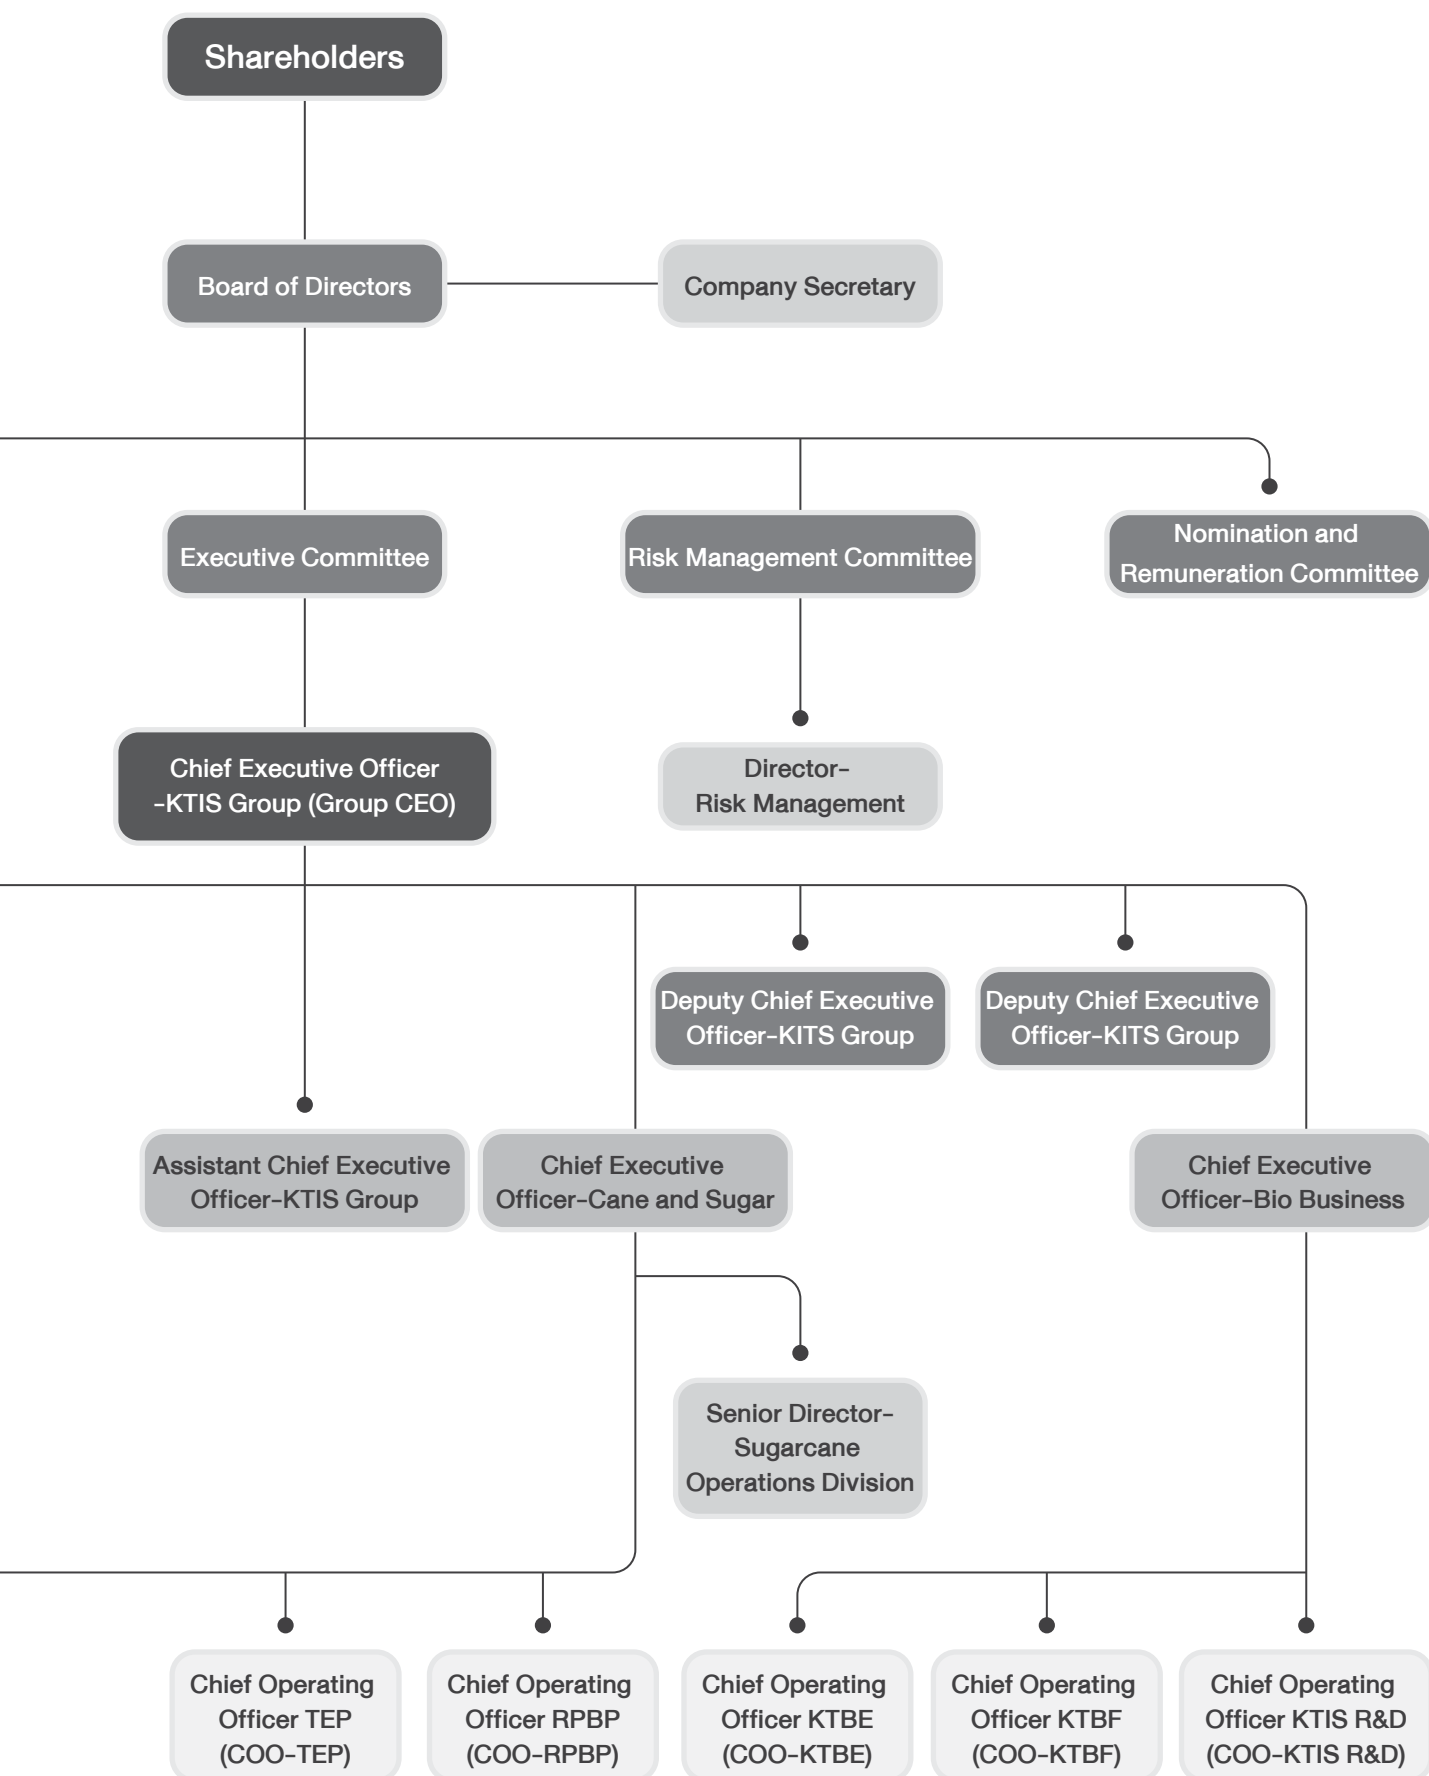 Shareholders
Board of Directors
Company Secretary
Executive Committee
Risk Management Committee
Nomination and
Remuneration Committee
Chief Executive Officer
-KTIS Group (Group CEO)
Director-
Risk Management
Deputy Chief Executive
Officer-KITS Group
Deputy Chief Executive
Officer-KITS Group
Assistant Chief Executive
Officer-KTIS Group
Chief Executive
Officer-Cane and Sugar
Chief Executive
Officer-Bio Business
Senior Director-
Sugarcane
Operations Division
Chief Operating
Officer TEP
(COO-TEP)
Chief Operating
Officer RPBP
(COO-RPBP)
Chief Operating
Officer KTBE
(COO-KTBE)
Chief Operating
Officer KTBF
(COO-KTBF)
Chief Operating
Officer KTIS R&D
(COO-KTIS R&D)